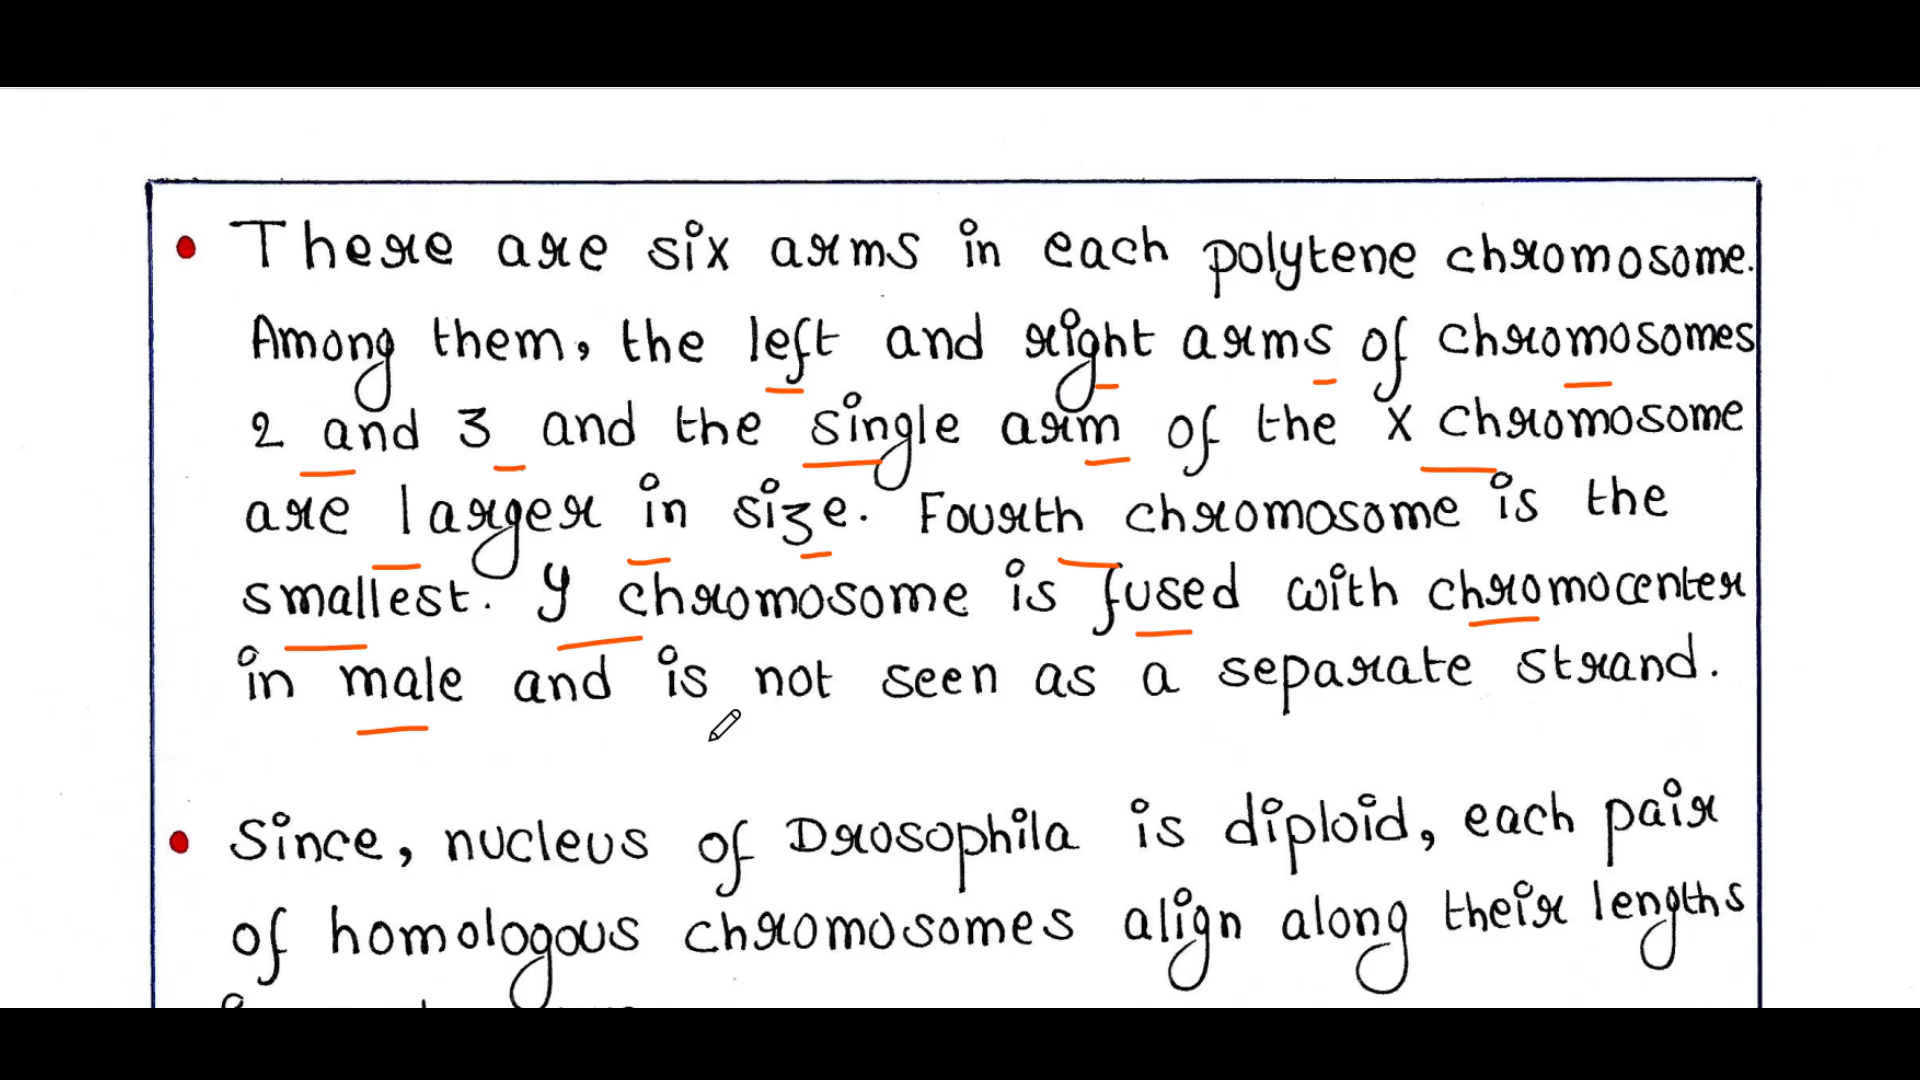 There are six arms in each polytene chromosome.
Among them, the left and right arms of chromosomes
2 and 3 and the single arm of the X chromosome
are larger in size. Fourth chromosome is the
smallest. Y chromosome is fused with chromocenter
in male and is not seen as a separate strand.
Since, nucleus of Drosophila is diploid, each pair
of homologous chromosomes align along their lengths